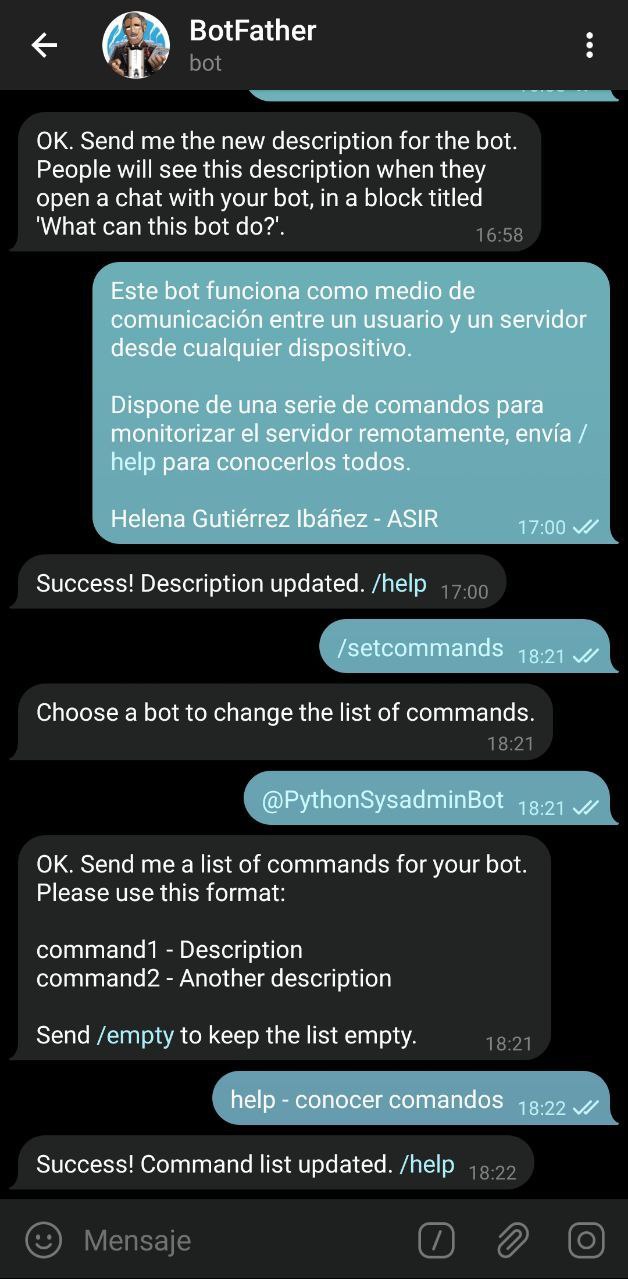 BotFather
bot
OK. Send me the new description for the bot.
People will see this description when they
open a chat with your bot, in a block titled
'What can this bot do?'.
16:58
Este bot funciona como medio de
comunicación entre un usuario y un servidor
desde cualquier dispositivo.
Dispone de una serie de comandos para
monitorizar el servidor remotamente, envía /
help para conocerlos todos.
Helena Gutiérrez Ibáñez - ASIR
17:00
Success! Description updated. /help
17:00
/setcommands
18:21
Choose a bot to change the list of commands.
18:21
@PythonSysadminBot
18:21
OK. Send me a list of commands for your bot.
Please use this format:
command1 - Description
command2 - Another description
Send /empty to keep the list empty.
18:21
help - conocer comandos
18:22
Success! Command list updated. /help
18:22
Mensaje